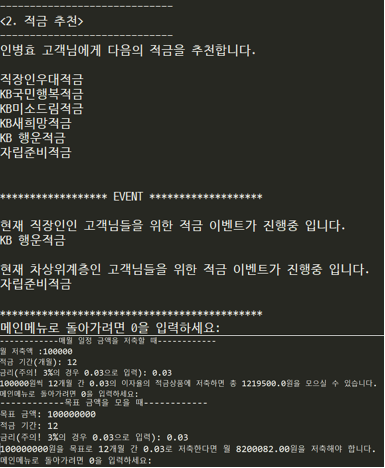 -----------------------------
<2. 적금 추천>
-----------------------------
인병효 고객님에게 다음의 적금을 추천합니다.
직장인우대적금
KB국민행복적금
KB미소드림적금
KB새희망적금
KB 행운적금
자립준비적금
****************** EVENT *******************
현재 직장인인 고객님들을 위한 적금 이벤트가 진행중 입니다.
KB 행운적금
현재 차상위계층인 고객님들을 위한 적금 이벤트가 진행중 입니다.
자립준비적금
********************************************
메인메뉴로 돌아가려면 0을 입력하세요:
------------매월 일정 금액을 저축할 때------------
월 저축액 :100000
적금 기간(개월): 12
금리(주의! 3%의 경우 0.03으로 입력): 0.03
100000원씩 12개월 간 0.03의 이자율의 적금상품에 저축하면 총 1219500.0원을 모으실 수 있습니다.
메인메뉴로 돌아가려면 0을 입력하세요:
------------목표 금액을 모을 때------------
목표 금액: 100000000
적금 기간: 12
금리(주의! 3%의 경우 0.03으로 입력): 0.03
100000000원을 목표로 12개월 간 0.03로 저축한다면 월 8200082.00원을 저축해야 합니다.
메인메뉴로 돌아가려면 0을 입력하세요: